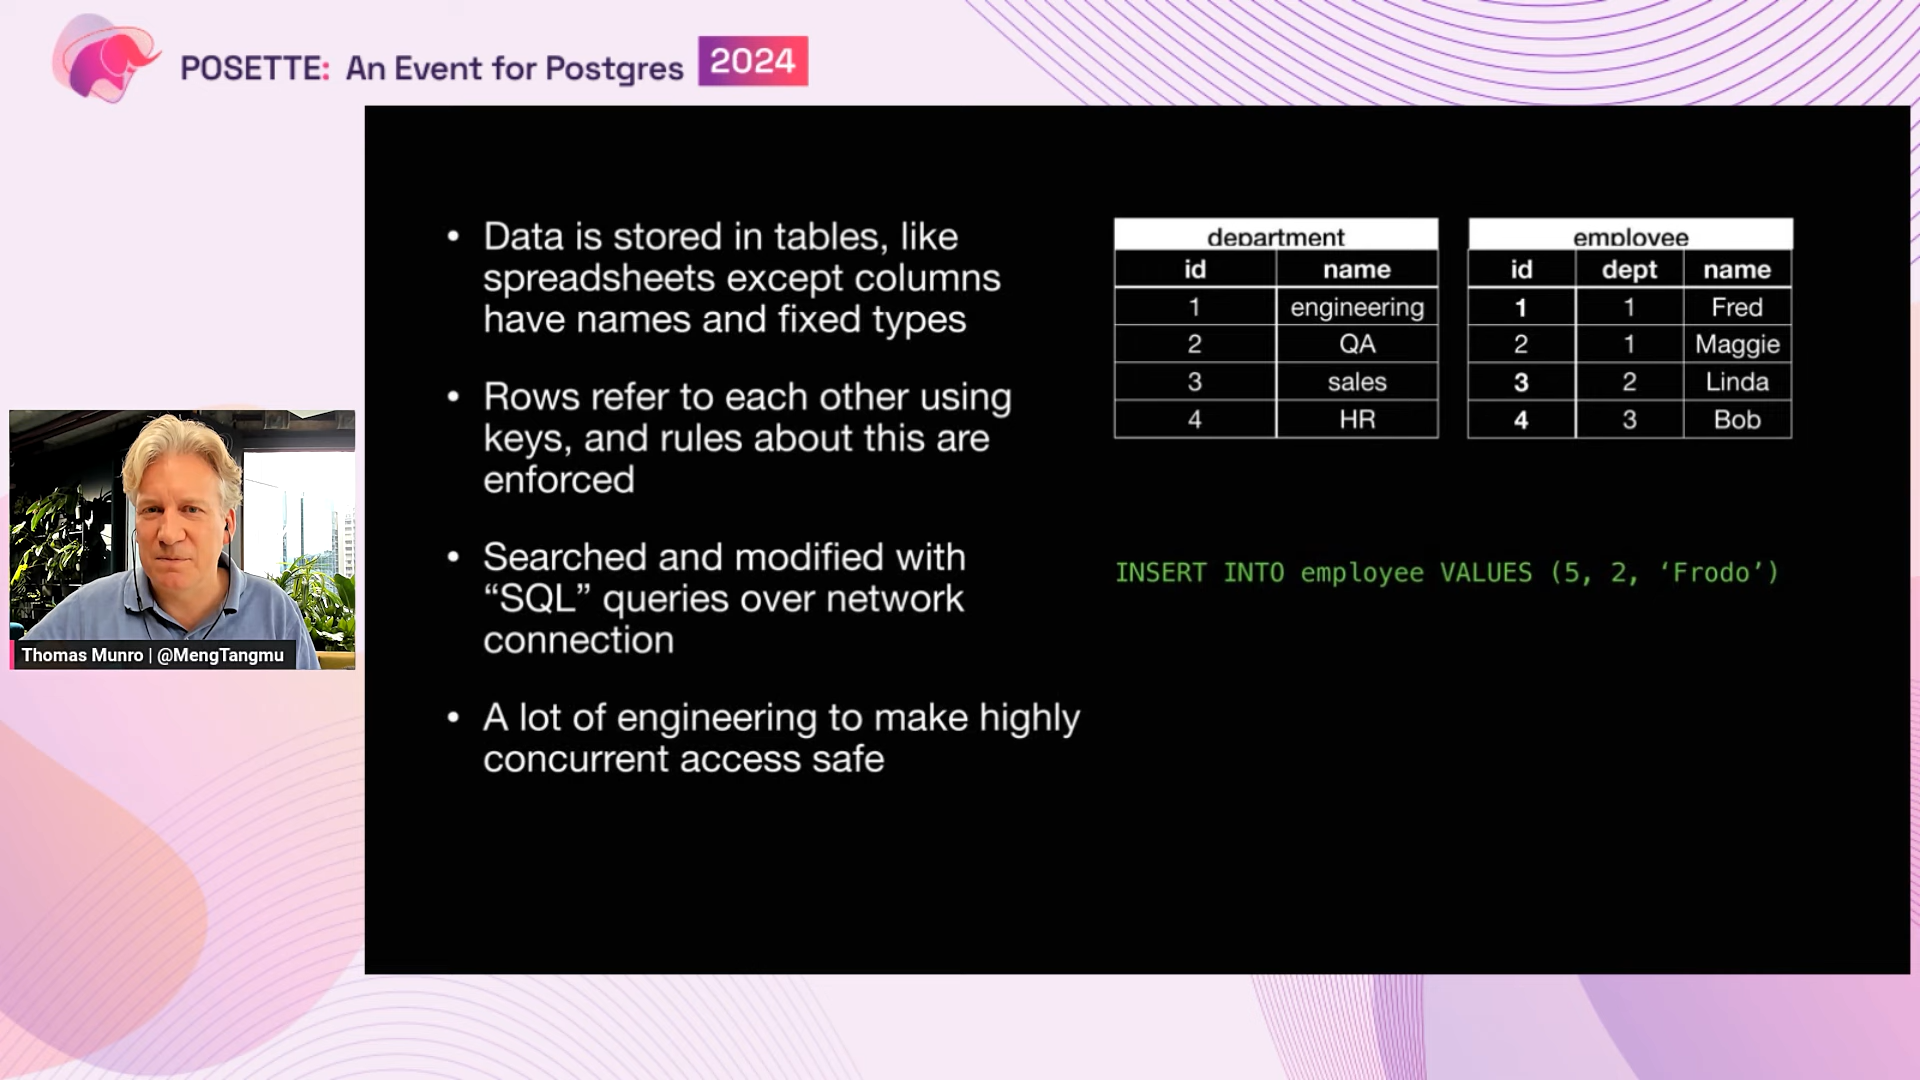 POSETTE: An Event for Postgres 2024
• Data is stored in tables, like
spreadsheets except columns
have names and fixed types
• Rows refer to each other using
keys, and rules about this are
enforced
• Searched and modified with
“SQL” queries over network
connection
• A lot of engineering to make highly
concurrent access safe
department
id name
1 engineering
2 QA
3 sales
4 HR
employee
id dept name
1 1 Fred
2 1 Maggie
3 2 Linda
4 3 Bob
INSERT INTO employee VALUES (5, 2, ‘Frodo’)
Thomas Munro | @MengTangmu